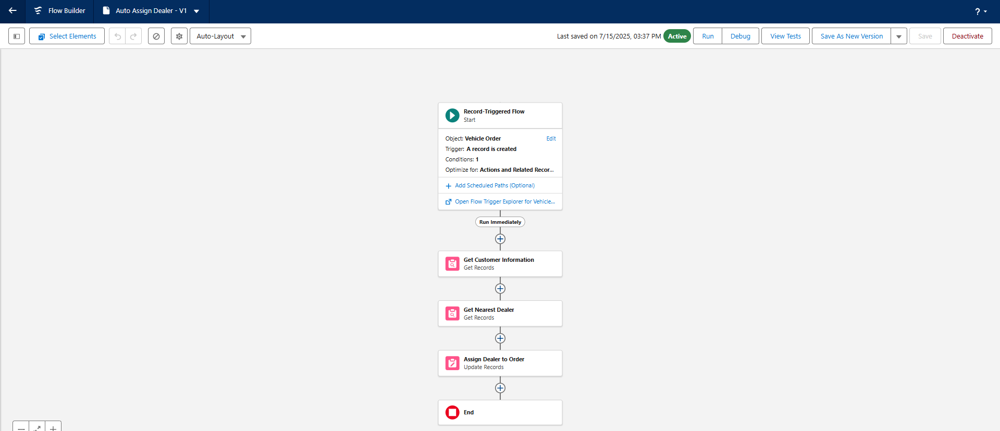 Flow Builder
Auto Assign Dealer - V1
?
Select Elements
Auto-Layout
Last saved on 7/15/2025, 03:37 PM
Active
Run
Debug
View Tests
Save As New Version
Save
Deactivate
Record-Triggered Flow
Start
Object: Vehicle Order
Edit
Trigger: A record is created
Conditions: 1
Optimize for: Actions and Related Recor...
Add Scheduled Paths (Optional)
Open Flow Trigger Explorer for Vehicle...
Run Immediately
Get Customer Information
Get Records
Get Nearest Dealer
Get Records
Assign Dealer to Order
Update Records
End